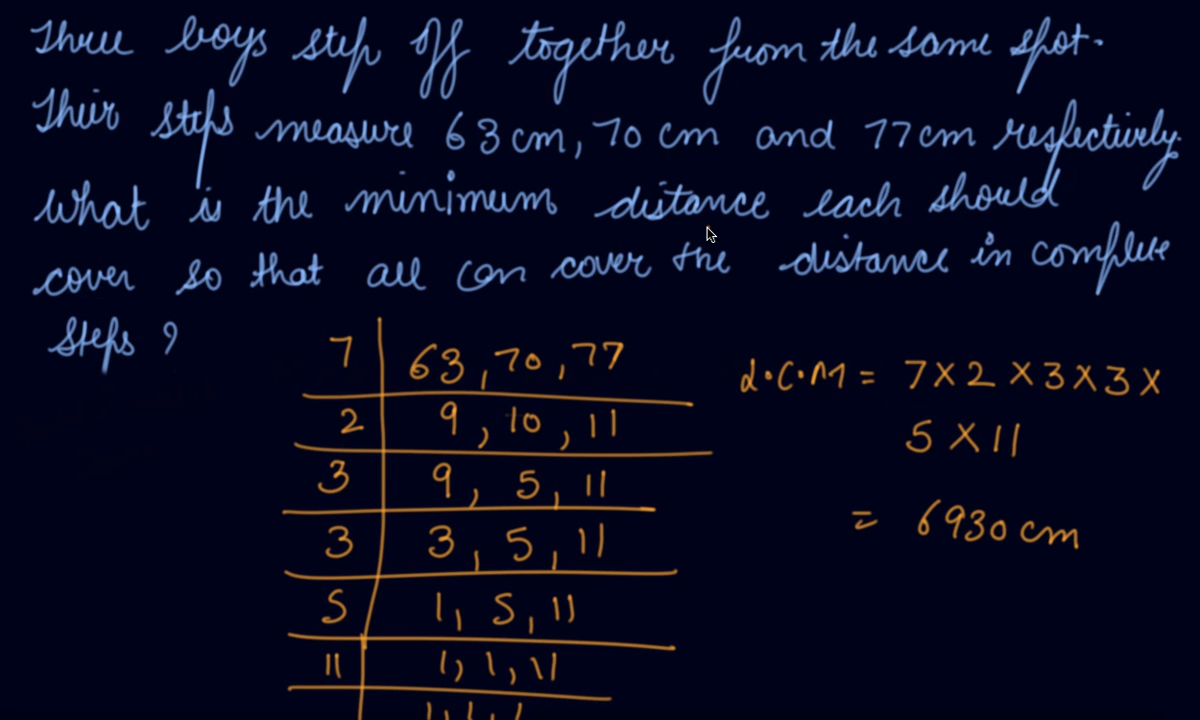 Three boys step off together from the same spot.
Their steps measure 63 cm, 70 cm and 77 cm respectively.
What is the minimum distance each should
cover so that all can cover the distance in complete
steps ?
7 | 63, 70, 77
2 | 9, 10, 11
3 | 9, 5, 11
3 | 3, 5, 11
5 | 1, 5, 11
11 | 1, 1, 11
1, 1, 1
L.C.M = 7 X 2 X 3 X 3 X
5 X 11
= 6930 cm